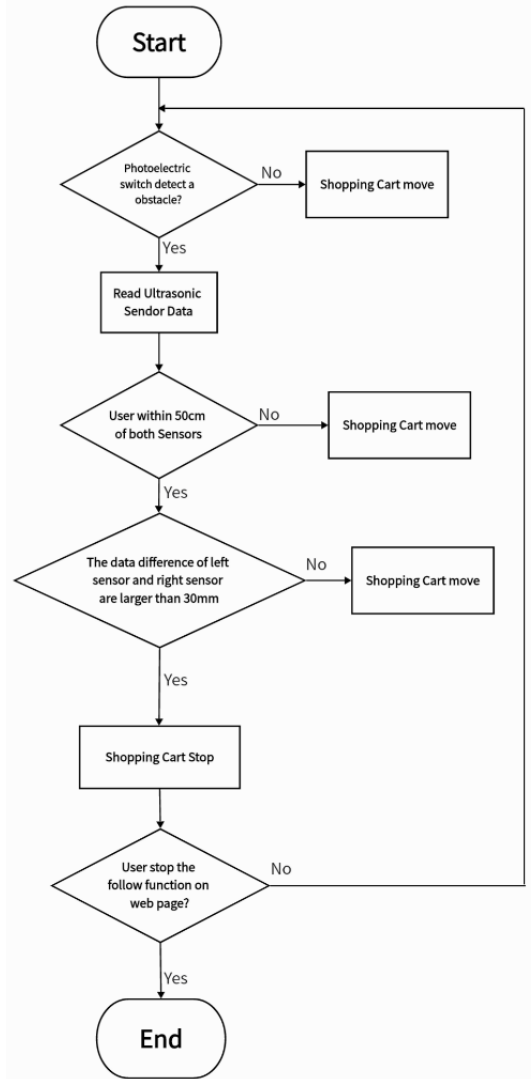 Start
Photoelectric
switch detect a
obstacle?
No
Shopping Cart move
Yes
Read Ultrasonic
Sendor Data
User within 50cm
of both Sensors
No
Shopping Cart move
Yes
The data difference of left
sensor and right sensor
are larger than 30mm
No
Shopping Cart move
Yes
Shopping Cart Stop
User stop the
follow function on
web page?
No
Yes
End